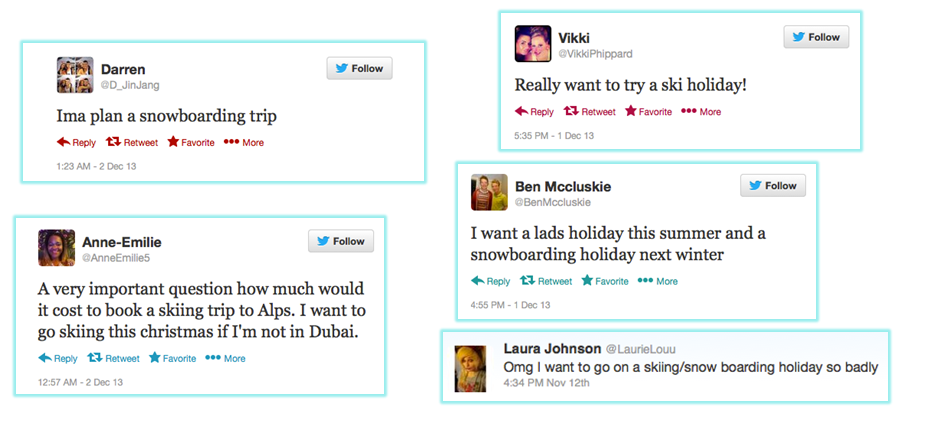 Darren
@D_JinJang
Follow
Ima plan a snowboarding trip
Reply Retweet Favorite More
1:23 AM - 2 Dec 13
Vikki
@VikkiPhippard
Follow
Really want to try a ski holiday!
Reply Retweet Favorite More
5:35 PM - 1 Dec 13
Anne-Emilie
@AnneEmilie5
Follow
A very important question how much would
it cost to book a skiing trip to Alps. I want to
go skiing this christmas if I'm not in Dubai.
Reply Retweet Favorite More
12:57 AM - 2 Dec 13
Ben Mccluskie
@BenMccluskie
Follow
I want a lads holiday this summer and a
snowboarding holiday next winter
Reply Retweet Favorite More
4:55 PM - 1 Dec 13
Laura Johnson @LaurieLouu
Omg I want to go on a skiing/snow boarding holiday so badly
4:34 PM Nov 12th